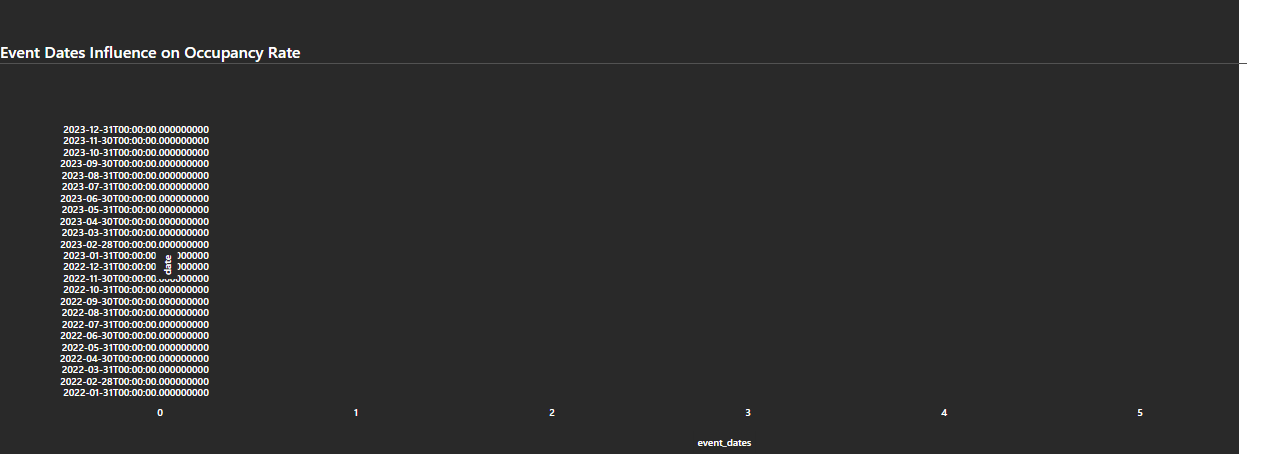 Event Dates Influence on Occupancy Rate
2023-12-31T00:00:00.000000000
2023-11-30T00:00:00.000000000
2023-10-31T00:00:00.000000000
2023-09-30T00:00:00.000000000
2023-08-31T00:00:00.000000000
2023-07-31T00:00:00.000000000
2023-06-30T00:00:00.000000000
2023-05-31T00:00:00.000000000
2023-04-30T00:00:00.000000000
2023-03-31T00:00:00.000000000
2023-02-28T00:00:00.000000000
2023-01-31T00:00:00 00000
date
2022-12-31T00:00:00 00000
2022-11-30T00:00:00.000000000
2022-10-31T00:00:00.000000000
2022-09-30T00:00:00.000000000
2022-08-31T00:00:00.000000000
2022-07-31T00:00:00.000000000
2022-06-30T00:00:00.000000000
2022-05-31T00:00:00.000000000
2022-04-30T00:00:00.000000000
2022-03-31T00:00:00.000000000
2022-02-28T00:00:00.000000000
2022-01-31T00:00:00.000000000
0 1 2 3 4 5
event_dates